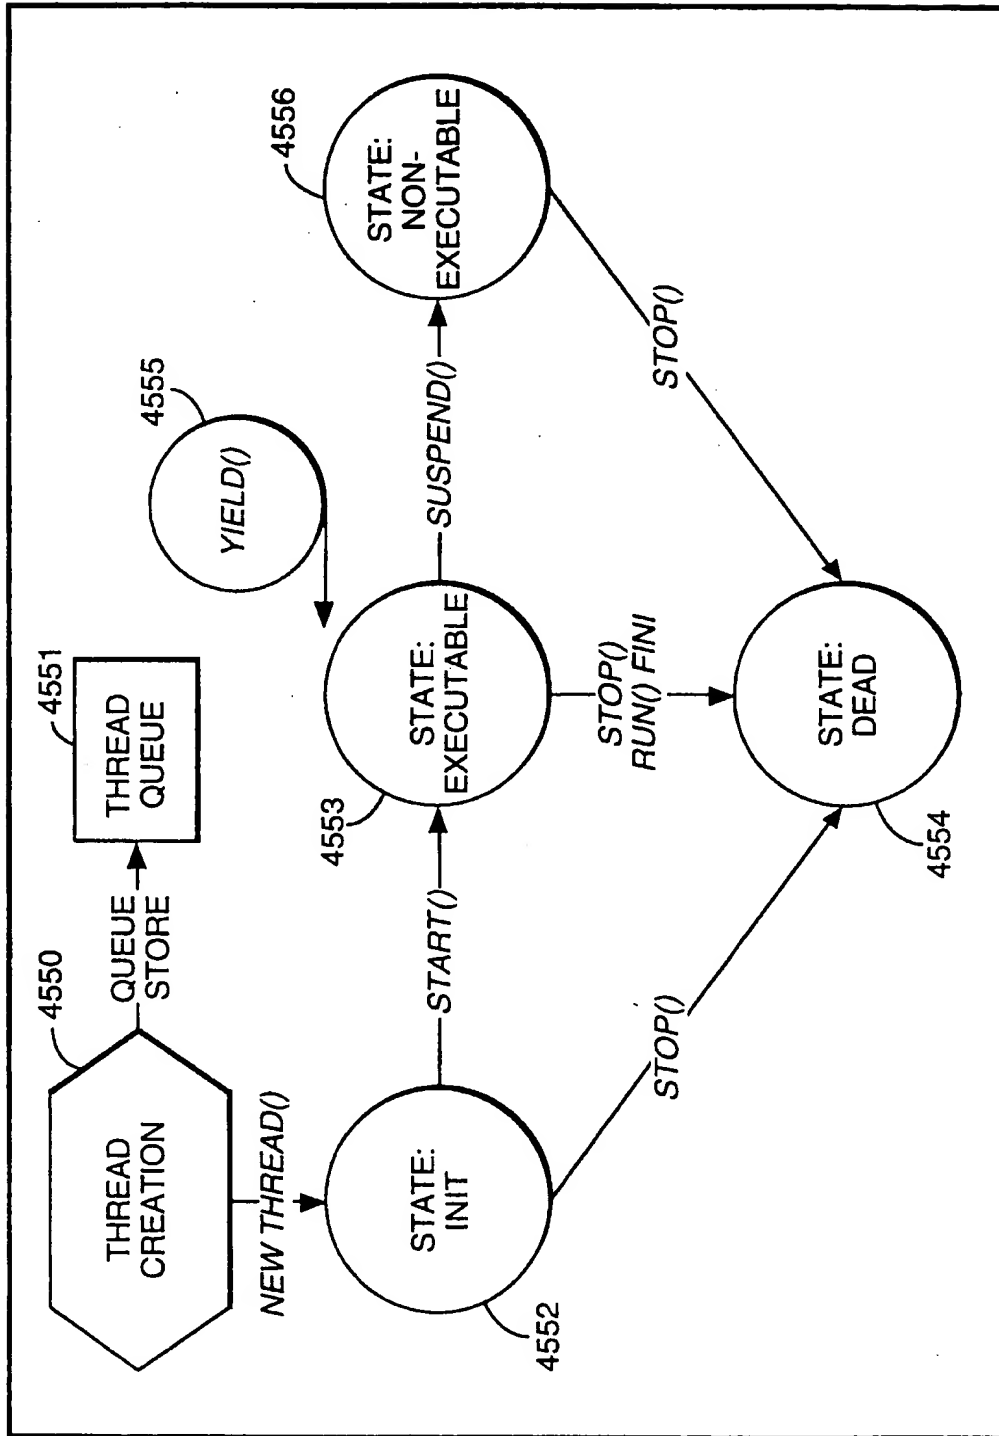 4550
THREAD
CREATION
QUEUE
STORE
4551
THREAD
QUEUE
NEW THREAD()
4555
YIELD()
4556
4552
STATE:
INIT
START()
4553
STATE:
EXECUTABLE
SUSPEND()
STATE:
NON-
EXECUTABLE
STOP()
STOP()
RUN() FINI
STOP()
STATE:
DEAD
4554